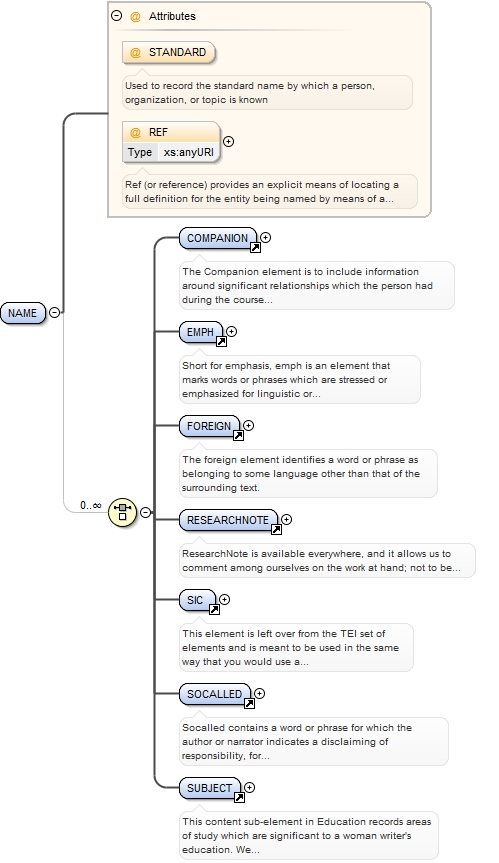 @ Attributes
@ STANDARD
Used to record the standard name by which a person,
organization, or topic is known
@ REF
Type xs:anyURI
Ref (or reference) provides an explicit means of locating a
full definition for the entity being named by means of a...
COMPANION
The Companion element is to include information
around significant relationships which the person had
during the course...
NAME
EMPH
Short for emphasis, emph is an element that
marks words or phrases which are stressed or
emphasized for linguistic or...
FOREIGN
The foreign element identifies a word or phrase as
belonging to some language other than that of the
surrounding text.
0..∞
RESEARCHNOTE
ResearchNote is available everywhere, and it allows us to
comment among ourselves on the work at hand; not to be...
SIC
This element is left over from the TEI set of
elements and is meant to be used in the same
way that you would use a...
SOCALLED
Socalled contains a word or phrase for which the
author or narrator indicates a disclaiming of
responsibility, for...
SUBJECT
This content sub-element in Education records areas
of study which are significant to a woman writer's
education. We...